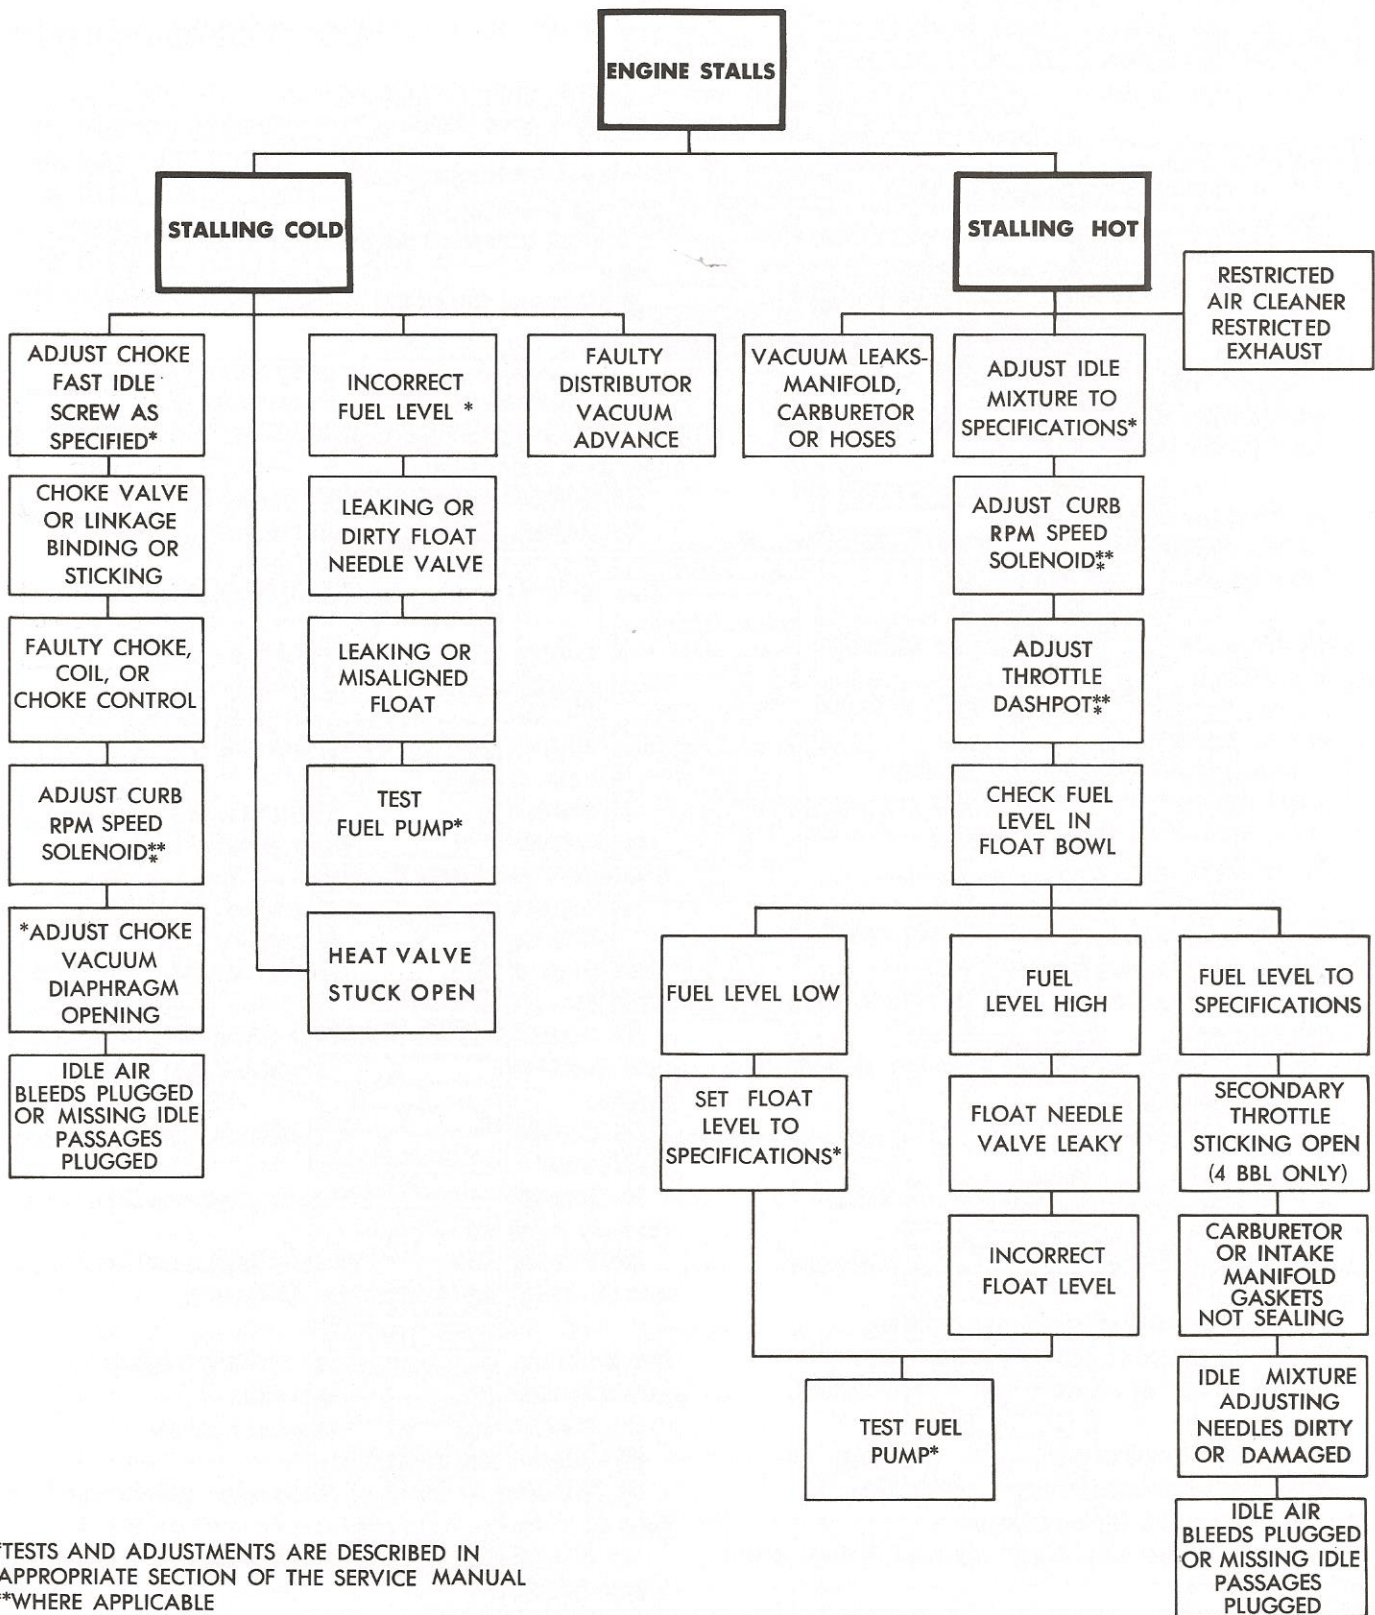 ENGINE STALLS
STALLING COLD
STALLING HOT
RESTRICTED
AIR CLEANER
RESTRICTED
EXHAUST
ADJUST CHOKE
FAST IDLE
SCREW AS
SPECIFIED*
INCORRECT
FUEL LEVEL *
FAULTY
DISTRIBUTOR
VACUUM
ADVANCE
VACUUM LEAKS-
MANIFOLD,
CARBURETOR
OR HOSES
ADJUST IDLE
MIXTURE TO
SPECIFICATIONS*
CHOKE VALVE
OR LINKAGE
BINDING OR
STICKING
LEAKING OR
DIRTY FLOAT
NEEDLE VALVE
ADJUST CURB
RPM SPEED
SOLENOID***
FAULTY CHOKE,
COIL, OR
CHOKE CONTROL
LEAKING OR
MISALIGNED
FLOAT
ADJUST
THROTTLE
DASHPOT***
ADJUST CURB
RPM SPEED
SOLENOID***
TEST
FUEL PUMP*
CHECK FUEL
LEVEL IN
FLOAT BOWL
*ADJUST CHOKE
VACUUM
DIAPHRAGM
OPENING
HEAT VALVE
STUCK OPEN
FUEL LEVEL LOW
FUEL
LEVEL HIGH
FUEL LEVEL TO
SPECIFICATIONS
IDLE AIR
BLEEDS PLUGGED
OR MISSING IDLE
PASSAGES
PLUGGED
SET FLOAT
LEVEL TO
SPECIFICATIONS*
FLOAT NEEDLE
VALVE LEAKY
SECONDARY
THROTTLE
STICKING OPEN
(4 BBL ONLY)
INCORRECT
FLOAT LEVEL
CARBURETOR
OR INTAKE
MANIFOLD
GASKETS
NOT SEALING
TEST FUEL
PUMP*
IDLE MIXTURE
ADJUSTING
NEEDLES DIRTY
OR DAMAGED
IDLE AIR
BLEEDS PLUGGED
OR MISSING IDLE
PASSAGES
PLUGGED
*TESTS AND ADJUSTMENTS ARE DESCRIBED IN
APPROPRIATE SECTION OF THE SERVICE MANUAL
**WHERE APPLICABLE